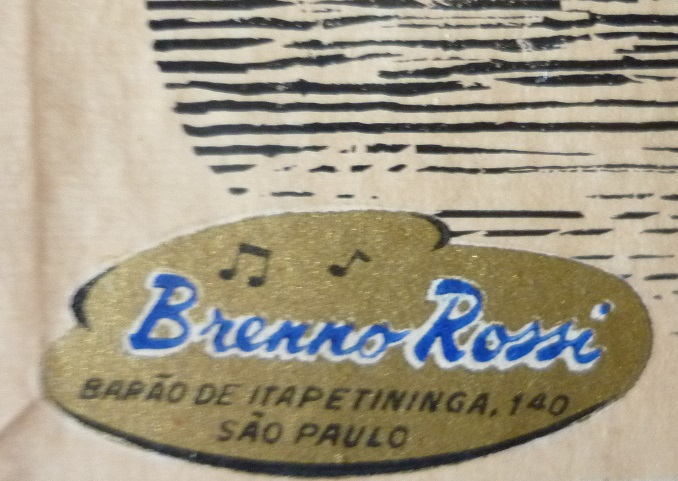 Brenno Rossi
BARÃO DE ITAPETININGA, 140
SÃO PAULO